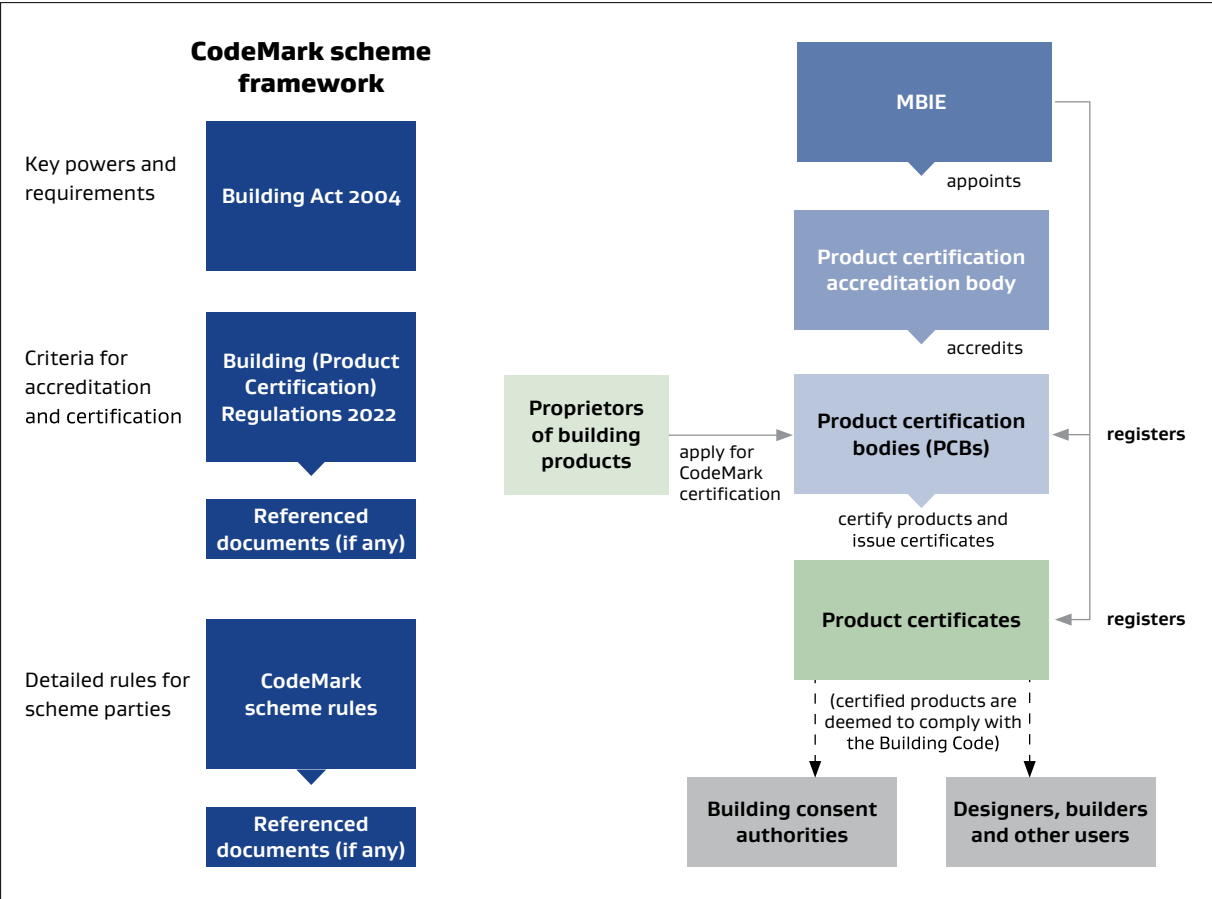 CodeMark scheme
framework
Key powers and
requirements
Building Act 2004
Criteria for
accreditation
and certification
Building (Product
Certification)
Regulations 2022
Referenced
documents (if any)
Detailed rules for
scheme parties
CodeMark
scheme rules
Referenced
documents (if any)
MBIE
appoints
Product certification
accreditation body
accredits
Proprietors
of building
products
apply for
CodeMark
certification
Product certification
bodies (PCBs)
registers
certify products and
issue certificates
Product certificates
registers
(certified products are
deemed to comply with
the Building Code)
Building consent
authorities
Designers, builders
and other users